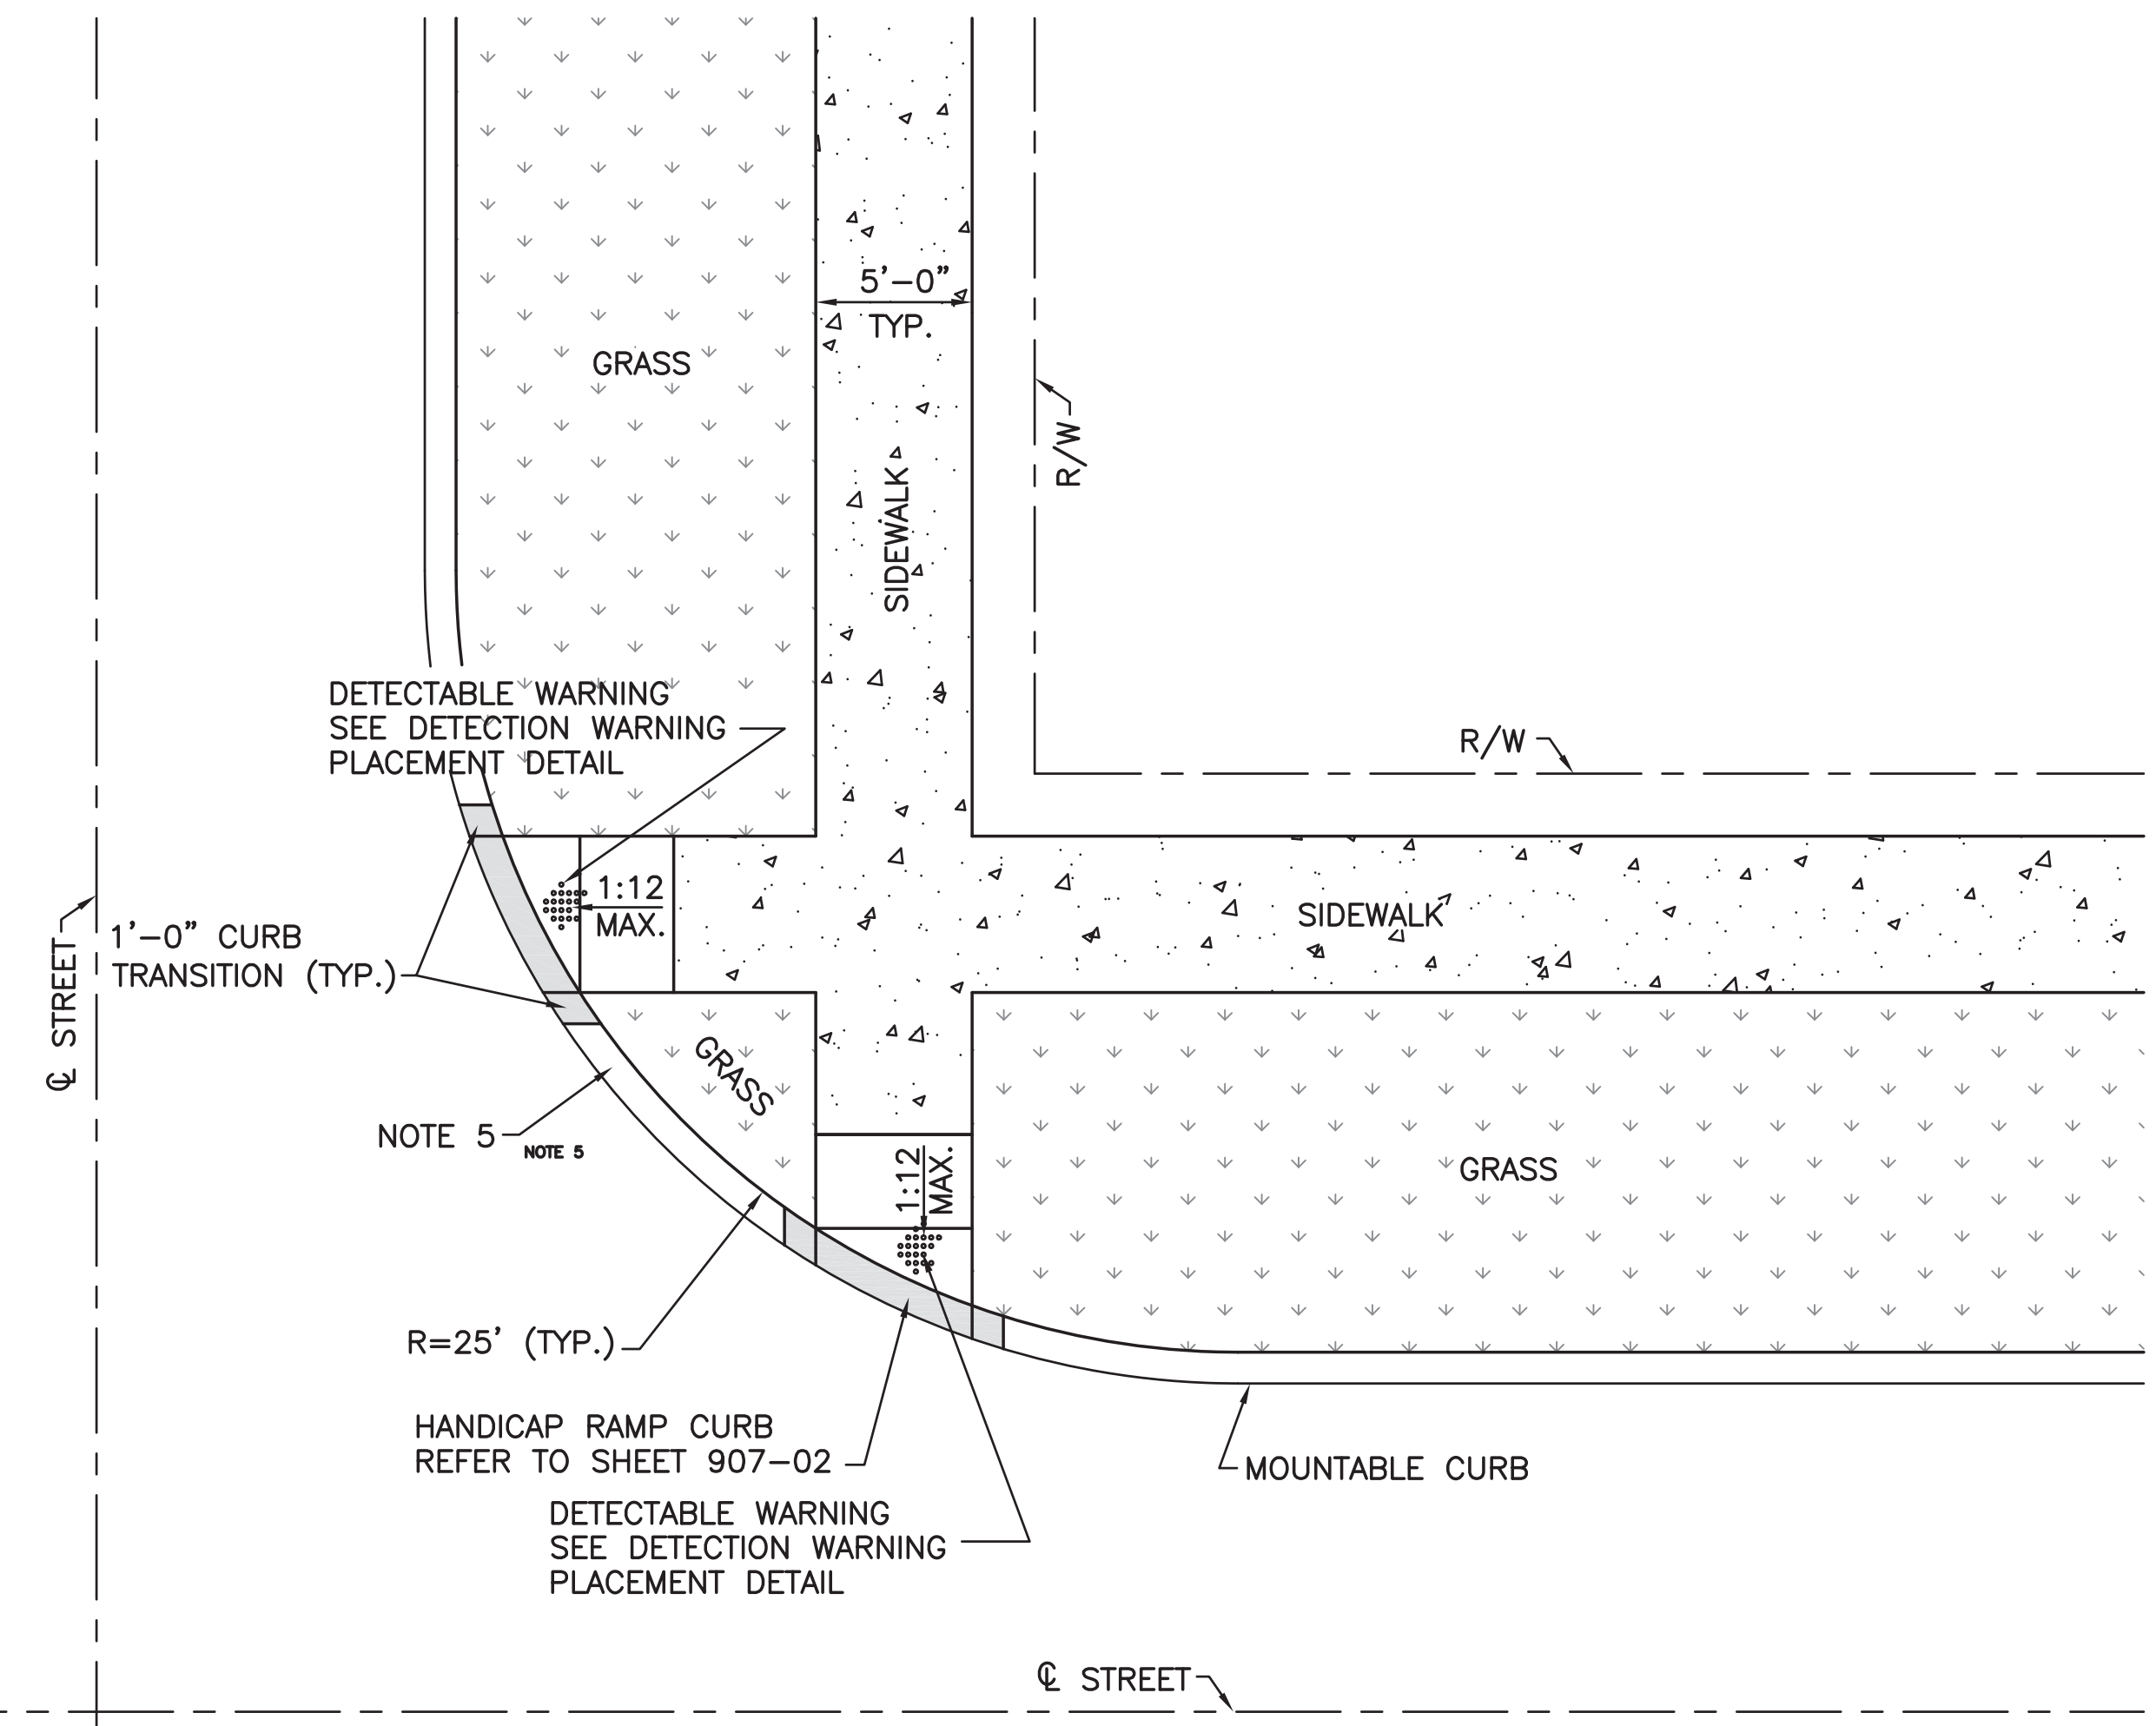 5'-0"
TYP.
GRASS
R/W
SIDEWALK
DETECTABLE WARNING
SEE DETECTION WARNING
PLACEMENT DETAIL
R/W
1:12
MAX.
SIDEWALK
1'-0" CURB
TRANSITION (TYP.)
℄ STREET
GRASS
NOTE 5
NOTE 5
1:12
MAX.
GRASS
R=25' (TYP.)
HANDICAP RAMP CURB
REFER TO SHEET 907-02
MOUNTABLE CURB
DETECTABLE WARNING
SEE DETECTION WARNING
PLACEMENT DETAIL
℄ STREET